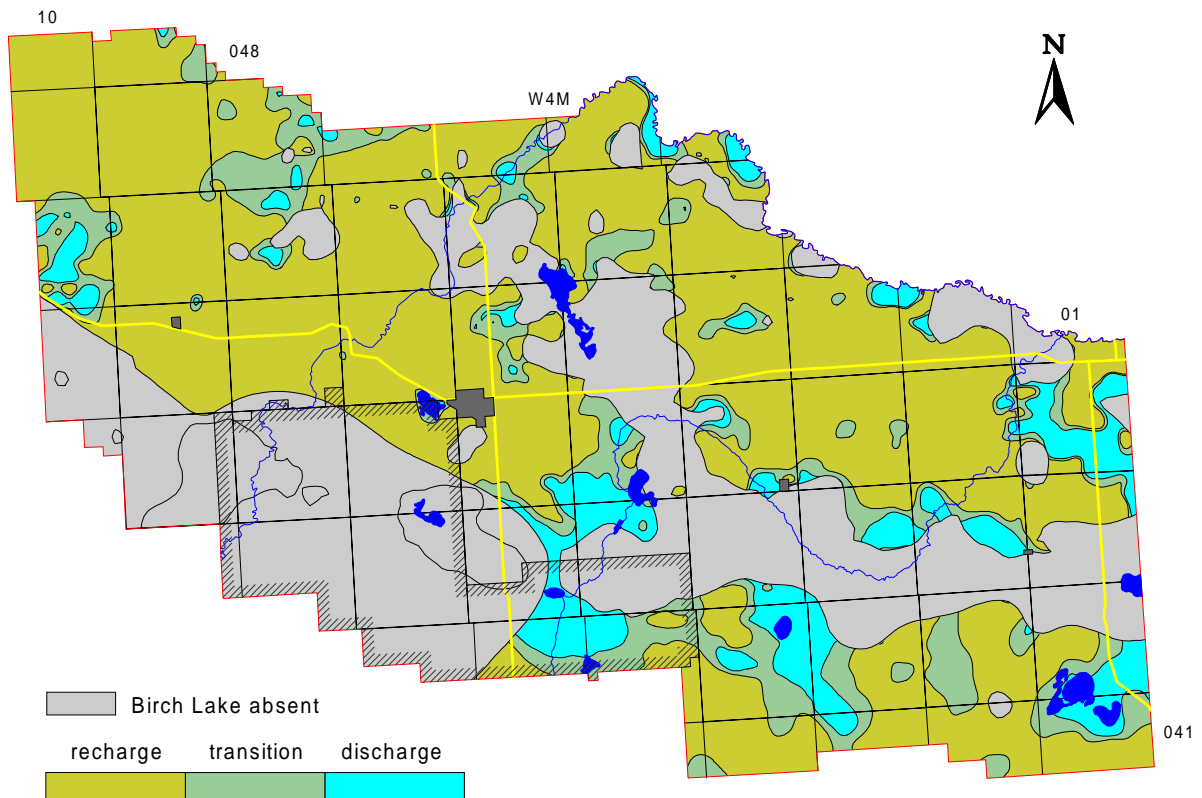 10
048
W4M
N
01
041
Birch Lake absent
recharge transition discharge